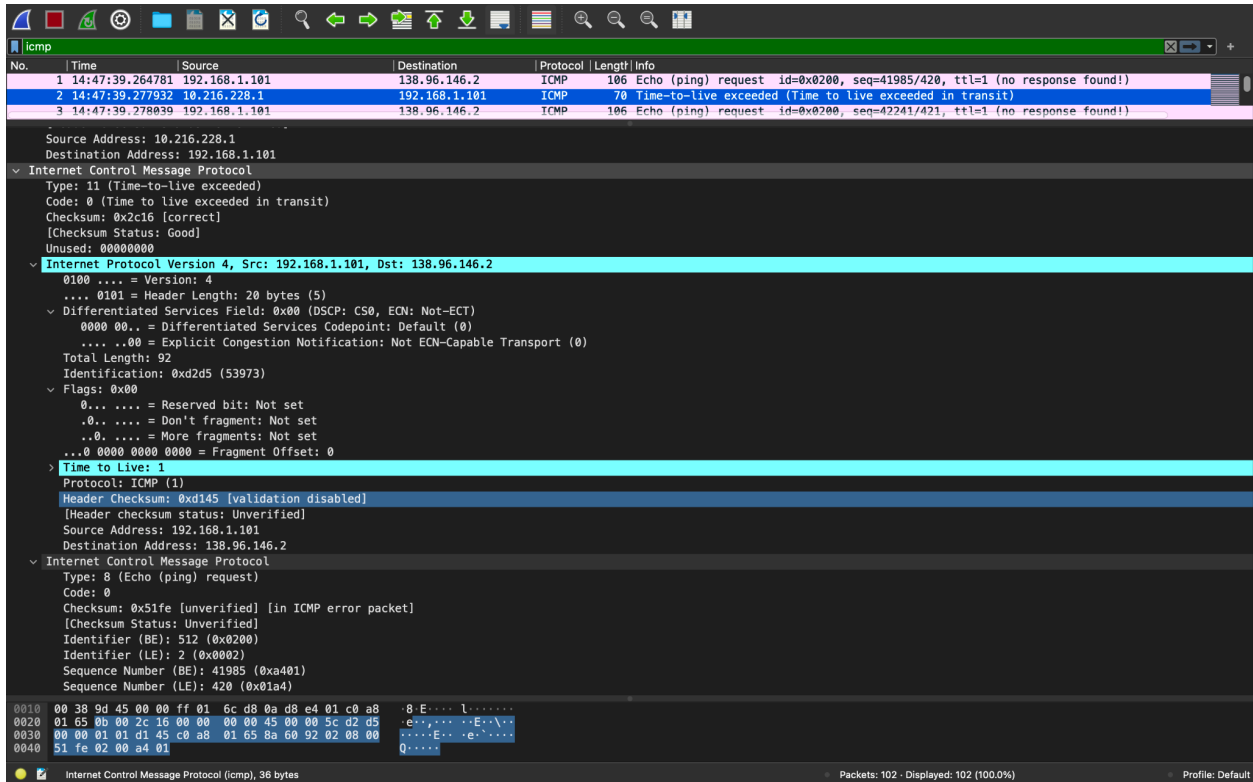 icmp
No. Time Source Destination Protocol Length Info
1 14:47:39.264781 192.168.1.101 138.96.146.2 ICMP 106 Echo (ping) request id=0x0200, seq=41985/420, ttl=1 (no response found!)
2 14:47:39.277932 10.216.228.1 192.168.1.101 ICMP 70 Time-to-live exceeded (Time to live exceeded in transit)
3 14:47:39.278039 192.168.1.101 138.96.146.2 ICMP 106 Echo (ping) request id=0x0200, seq=42241/421, ttl=1 (no response found!)
Source Address: 10.216.228.1
Destination Address: 192.168.1.101
Internet Control Message Protocol
Type: 11 (Time-to-live exceeded)
Code: 0 (Time to live exceeded in transit)
Checksum: 0x2c16 [correct]
[Checksum Status: Good]
Unused: 00000000
Internet Protocol Version 4, Src: 192.168.1.101, Dst: 138.96.146.2
0100 .... = Version: 4
.... 0101 = Header Length: 20 bytes (5)
Differentiated Services Field: 0x00 (DSCP: CS0, ECN: Not-ECT)
0000 00.. = Differentiated Services Codepoint: Default (0)
.... ..00 = Explicit Congestion Notification: Not ECN-Capable Transport (0)
Total Length: 92
Identification: 0xd2d5 (53973)
Flags: 0x00
0... .... = Reserved bit: Not set
.0.. .... = Don't fragment: Not set
..0. .... = More fragments: Not set
...0 0000 0000 0000 = Fragment Offset: 0
Time to Live: 1
Protocol: ICMP (1)
Header Checksum: 0xd145 [validation disabled]
[Header checksum status: Unverified]
Source Address: 192.168.1.101
Destination Address: 138.96.146.2
Internet Control Message Protocol
Type: 8 (Echo (ping) request)
Code: 0
Checksum: 0x51fe [unverified] [in ICMP error packet]
[Checksum Status: Unverified]
Identifier (BE): 512 (0x0200)
Identifier (LE): 2 (0x0002)
Sequence Number (BE): 41985 (0xa401)
Sequence Number (LE): 420 (0x01a4)
0010 00 38 9d 45 00 00 ff 01 6c d8 0a d8 e4 01 c0 a8 ·8·E···· l·······
0020 01 65 0b 00 2c 16 00 00 00 00 45 00 00 5c d2 d5 ·e··,··· ··E··\··
0030 00 00 01 01 d1 45 c0 a8 01 65 8a 60 92 02 08 00 ·····E·· ·e·`····
0040 51 fe 02 00 a4 01 Q·····
Internet Control Message Protocol (icmp), 36 bytes
Packets: 102 · Displayed: 102 (100.0%)
Profile: Default